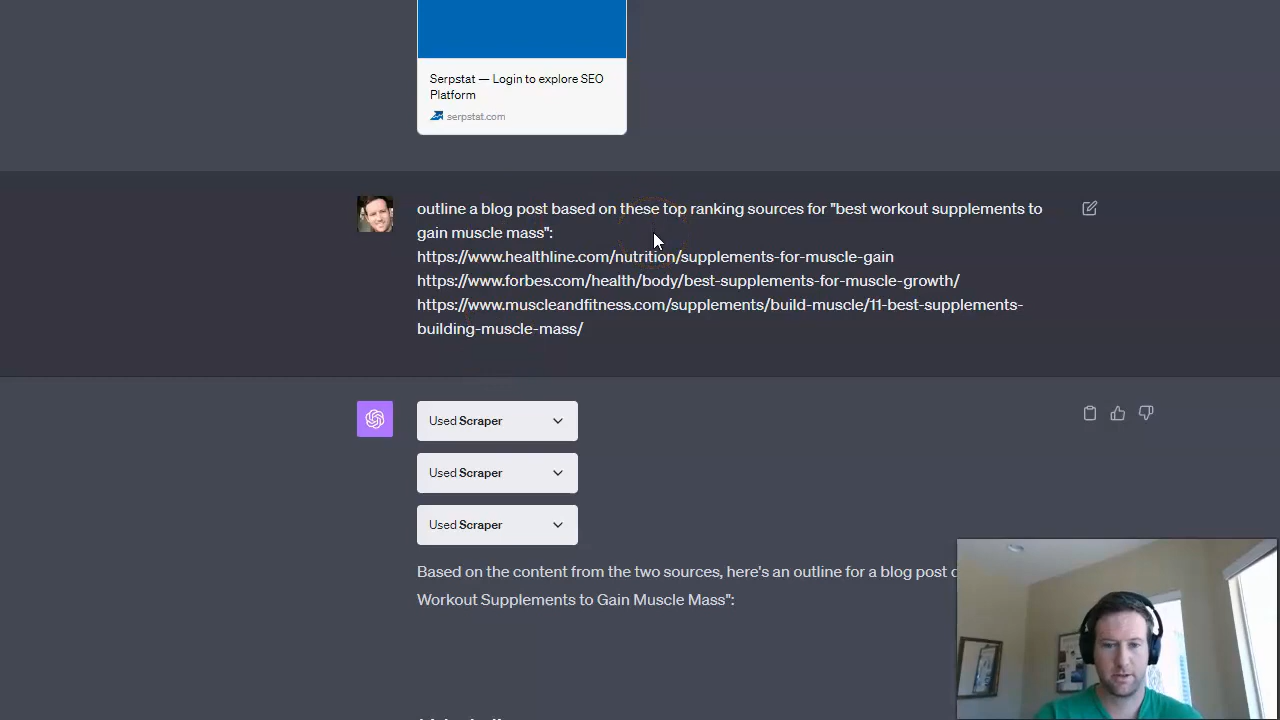 Serpstat — Login to explore SEO
Platform
serpstat.com
outline a blog post based on these top ranking sources for "best workout supplements to
gain muscle mass":
https://www.healthline.com/nutrition/supplements-for-muscle-gain
https://www.forbes.com/health/body/best-supplements-for-muscle-growth/
https://www.muscleandfitness.com/supplements/build-muscle/11-best-supplements-
building-muscle-mass/
Used Scraper
Used Scraper
Used Scraper
Based on the content from the two sources, here's an outline for a blog post
Workout Supplements to Gain Muscle Mass":